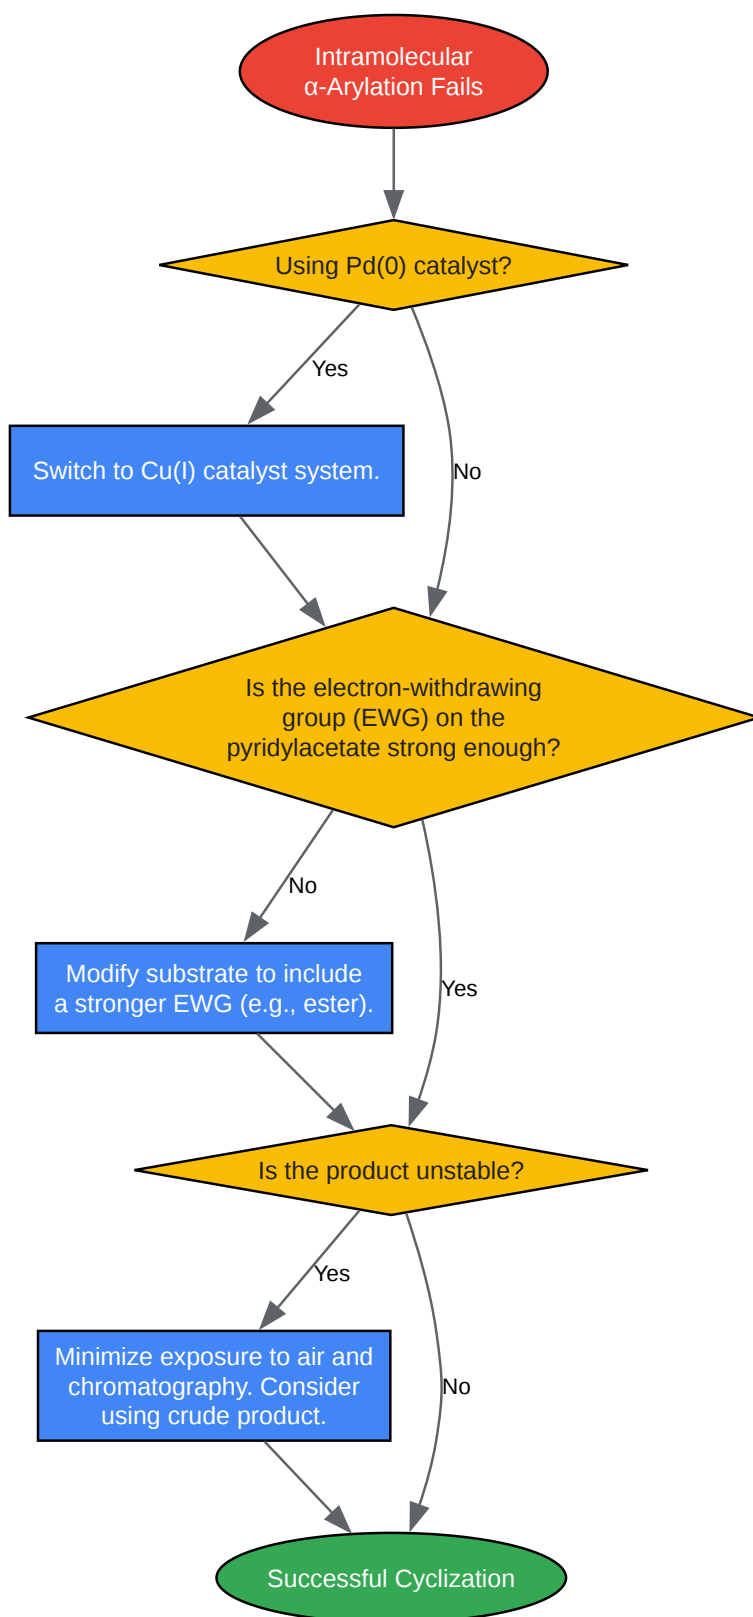 Intramolecular
α-Arylation Fails
Using Pd(0) catalyst?
Yes
Switch to Cu(I) catalyst system.
No
Is the electron-withdrawing
group (EWG) on the
pyridylacetate strong enough?
No
Modify substrate to include
a stronger EWG (e.g., ester).
Yes
Is the product unstable?
Yes
Minimize exposure to air and
chromatography. Consider
using crude product.
No
Successful Cyclization